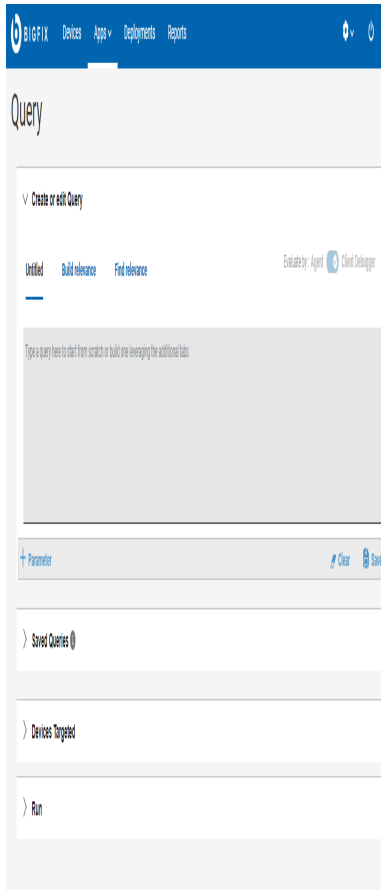 BIGFIX Devices Apps Deployments Reports
Query
Create or edit Query
Untitled Build relevance Find relevance Evaluate by: Agent Client Debugger
Type a query here to start from scratch or build one leveraging the additional tabs
Parameter Clear Save
Saved Queries
Devices Targeted
Run